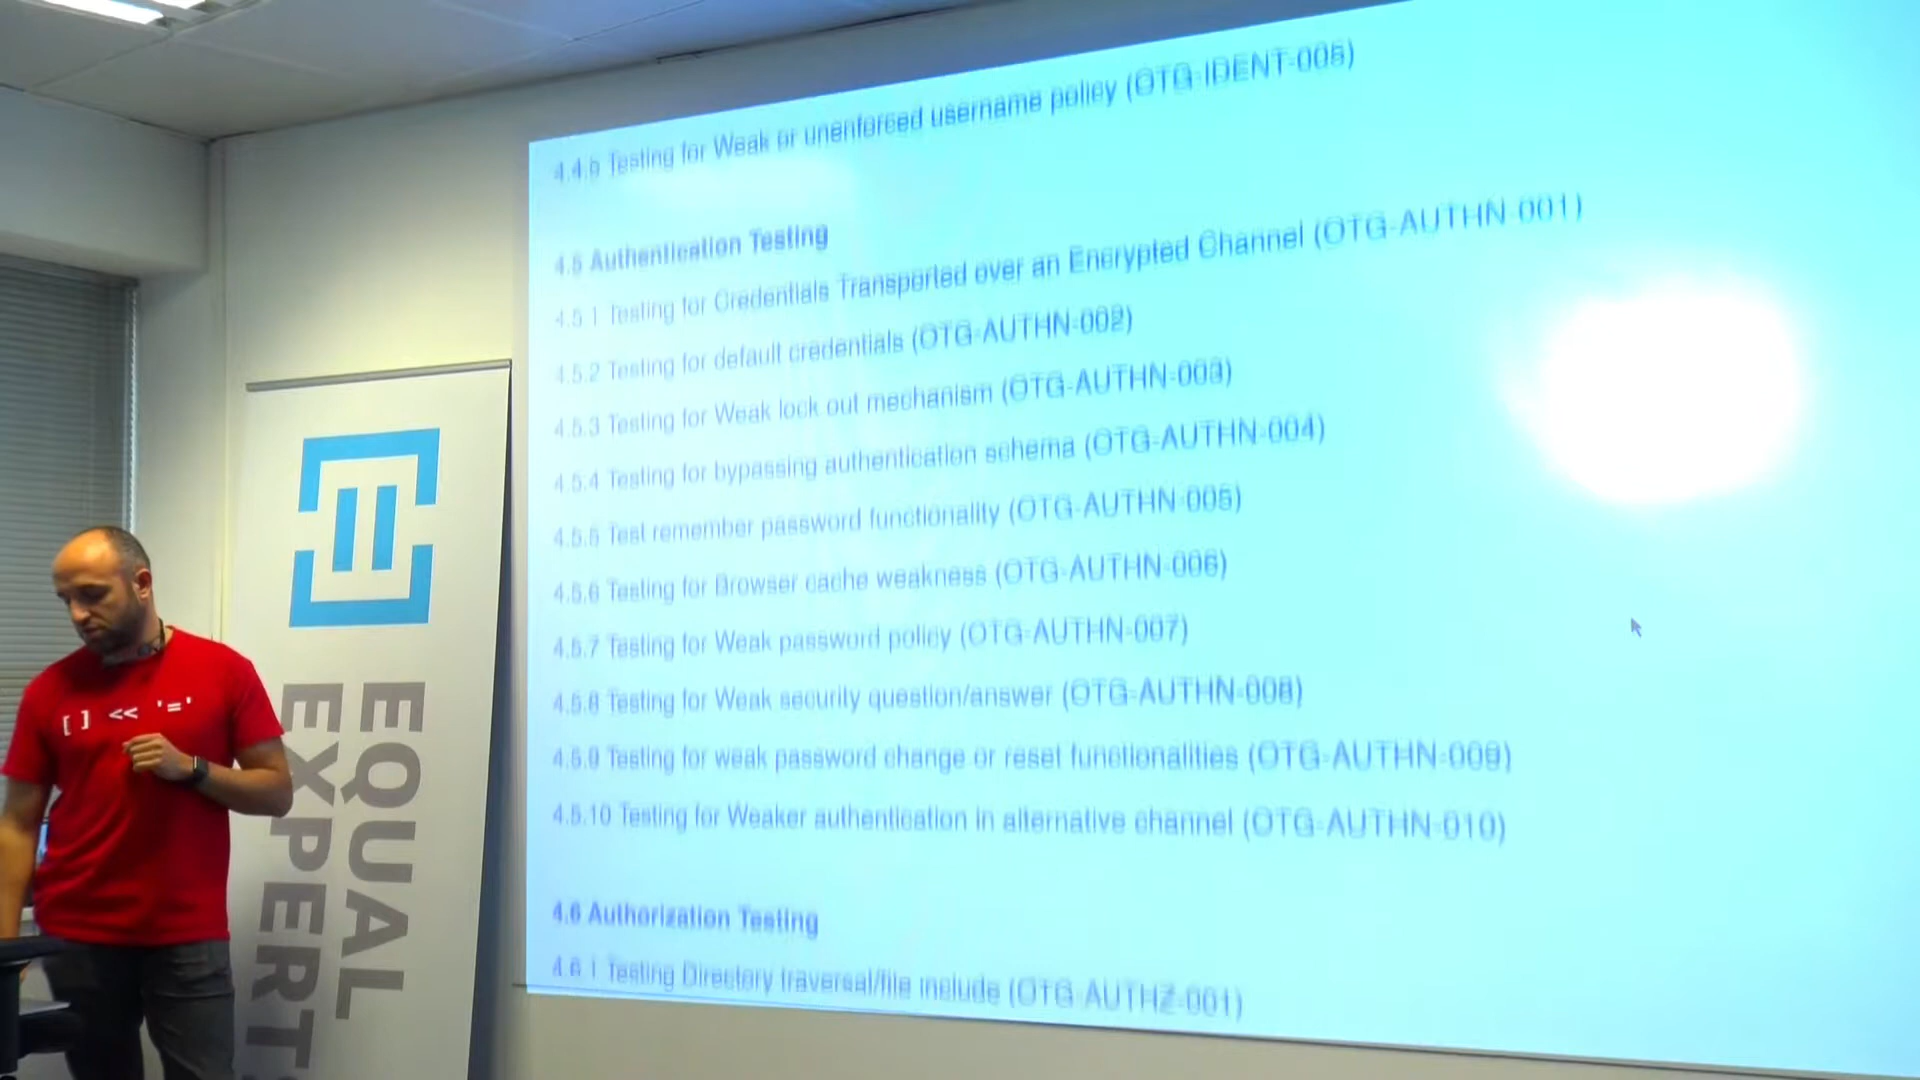 4.4.5 Testing for Weak or unenforced username policy (OTG-IDENT-005)
4.5 Authentication Testing
4.5.1 Testing for Credentials Transported over an Encrypted Channel (OTG-AUTHN-001)
4.5.2 Testing for default credentials (OTG-AUTHN-002)
4.5.3 Testing for Weak lock out mechanism (OTG-AUTHN-003)
4.5.4 Testing for bypassing authentication schema (OTG-AUTHN-004)
4.5.5 Test remember password functionality (OTG-AUTHN-005)
4.5.6 Testing for Browser cache weakness (OTG-AUTHN-006)
4.5.7 Testing for Weak password policy (OTG-AUTHN-007)
4.5.8 Testing for Weak security question/answer (OTG-AUTHN-008)
4.5.9 Testing for weak password change or reset functionalities (OTG-AUTHN-009)
4.5.10 Testing for Weaker authentication in alternative channel (OTG-AUTHN-010)
4.6 Authorization Testing
4.6.1 Testing Directory traversal/file include (OTG-AUTHZ-001)
EQUAL
EXPERT
[ ] << '='